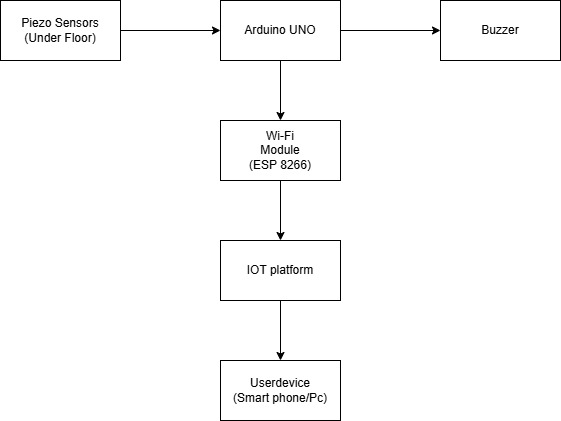 Piezo Sensors
(Under Floor)
Arduino UNO
Buzzer
Wi-Fi
Module
(ESP 8266)
IOT platform
Userdevice
(Smart phone/Pc)